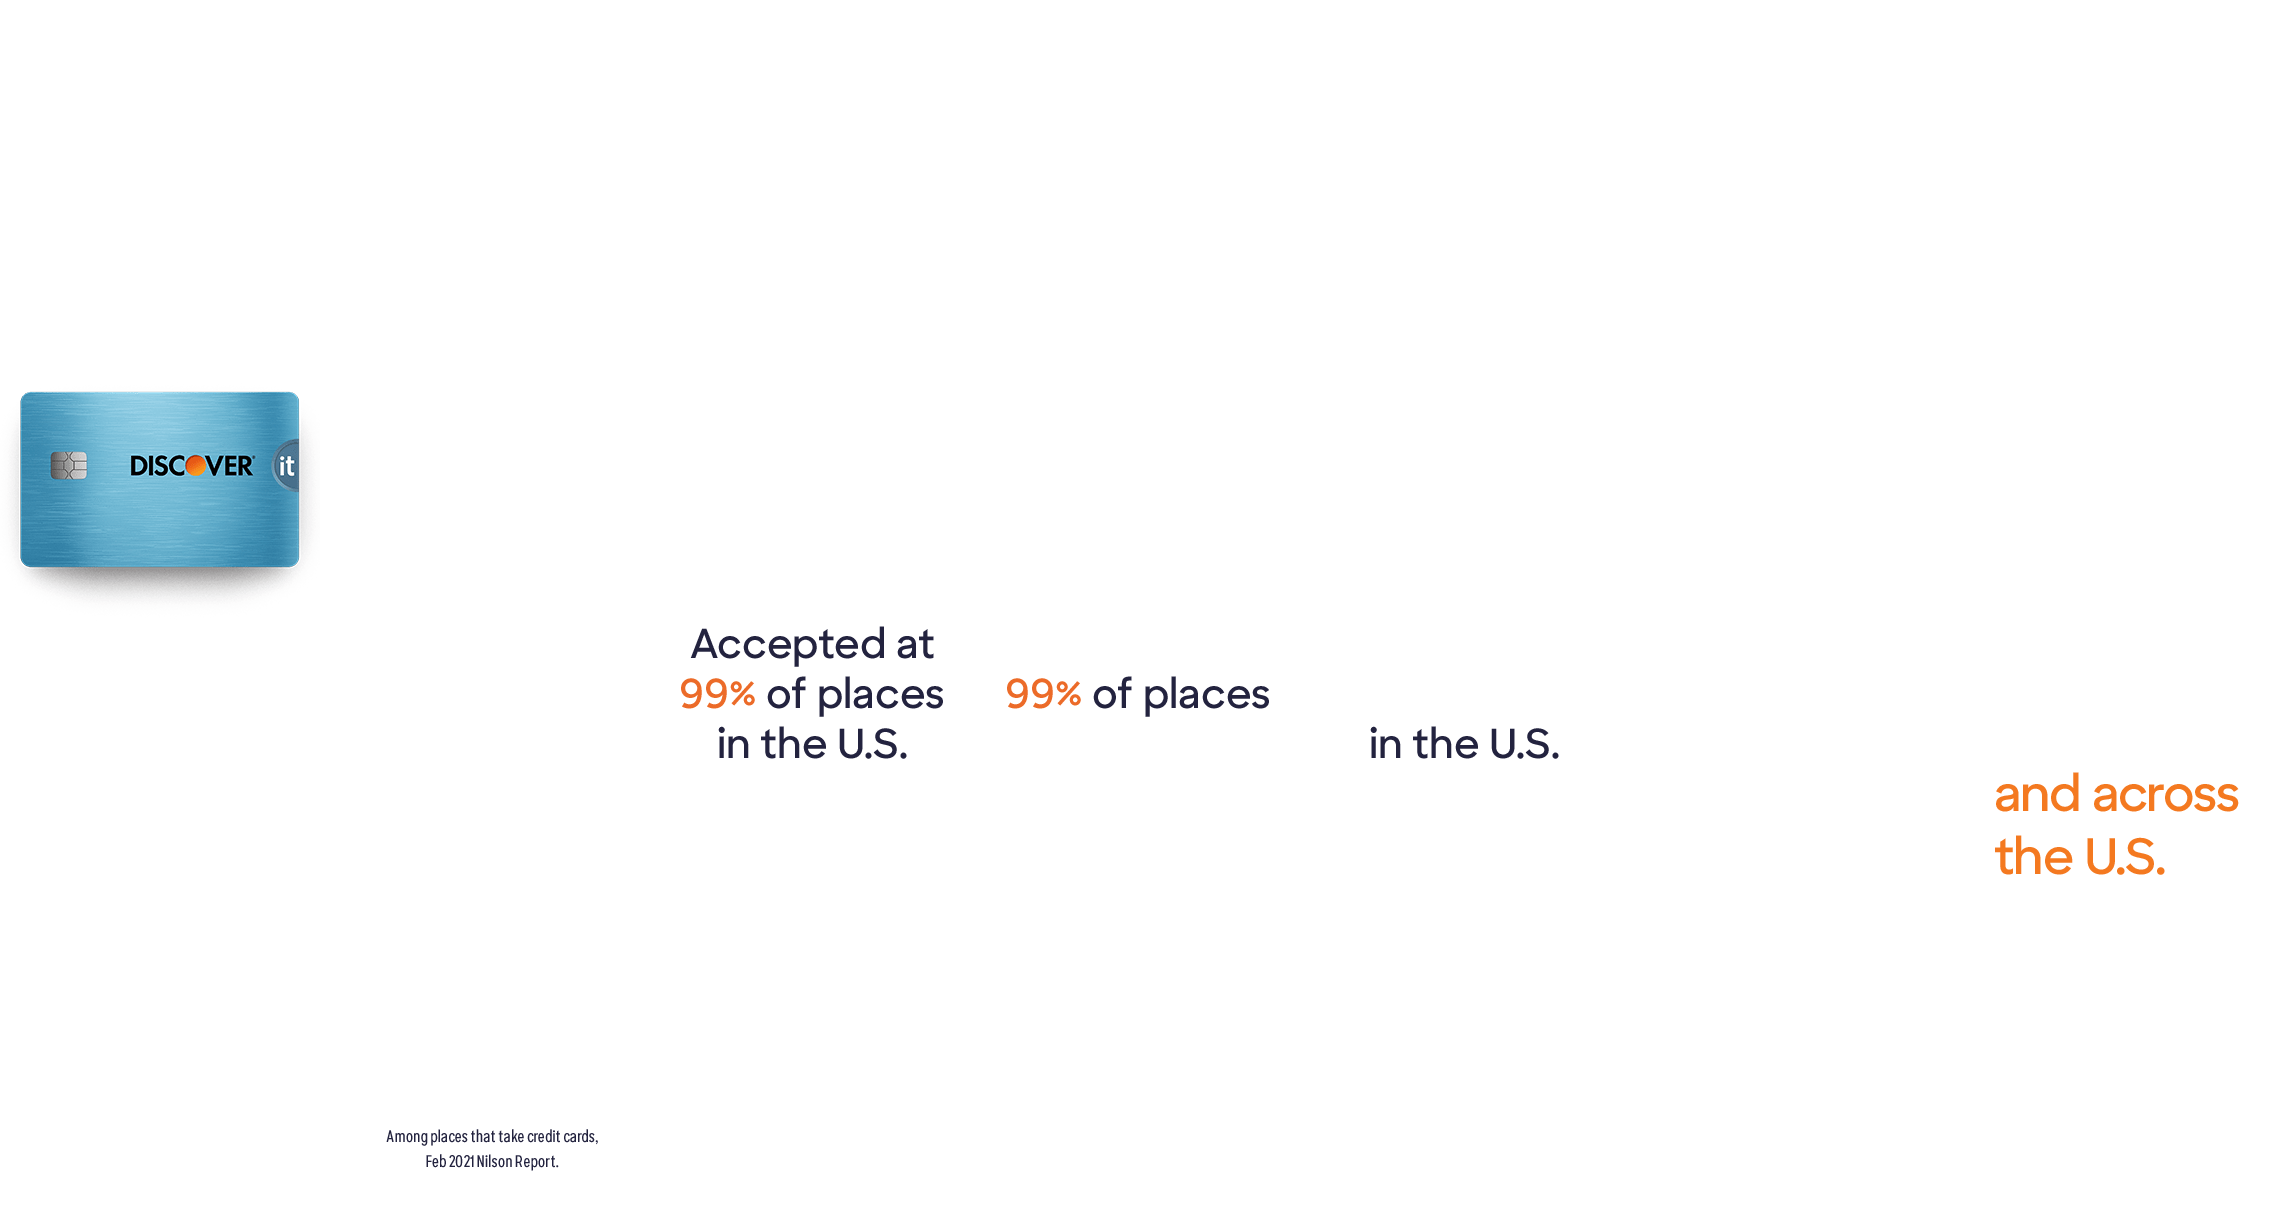 DISCOVER
it
Accepted at
99% of places
in the U.S.
99% of places
in the U.S.
and across
the U.S.
Among places that take credit cards,
Feb 2021 Nilson Report.